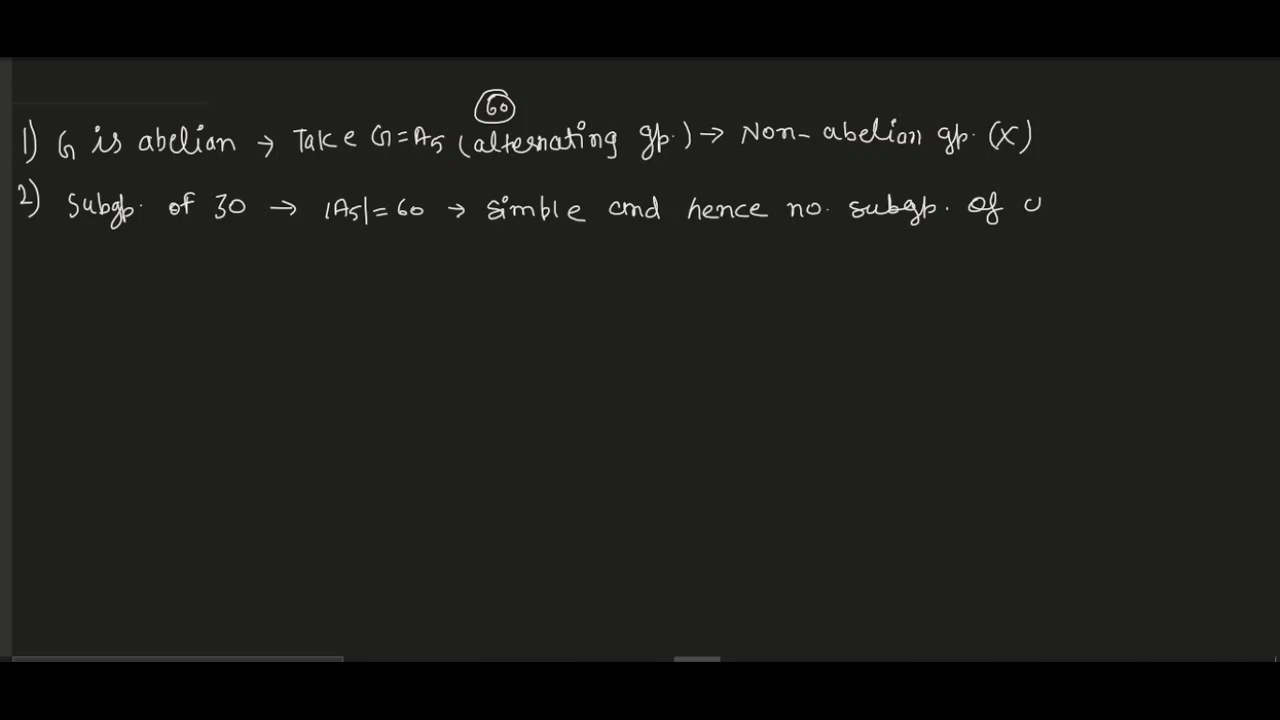 60
1) G is abelian → Take G=A5 (alternating gp.) → Non-abelian gp. (X)
2) Subgp. of 30 → |A5|=60 → simple and hence no. subgp. of o